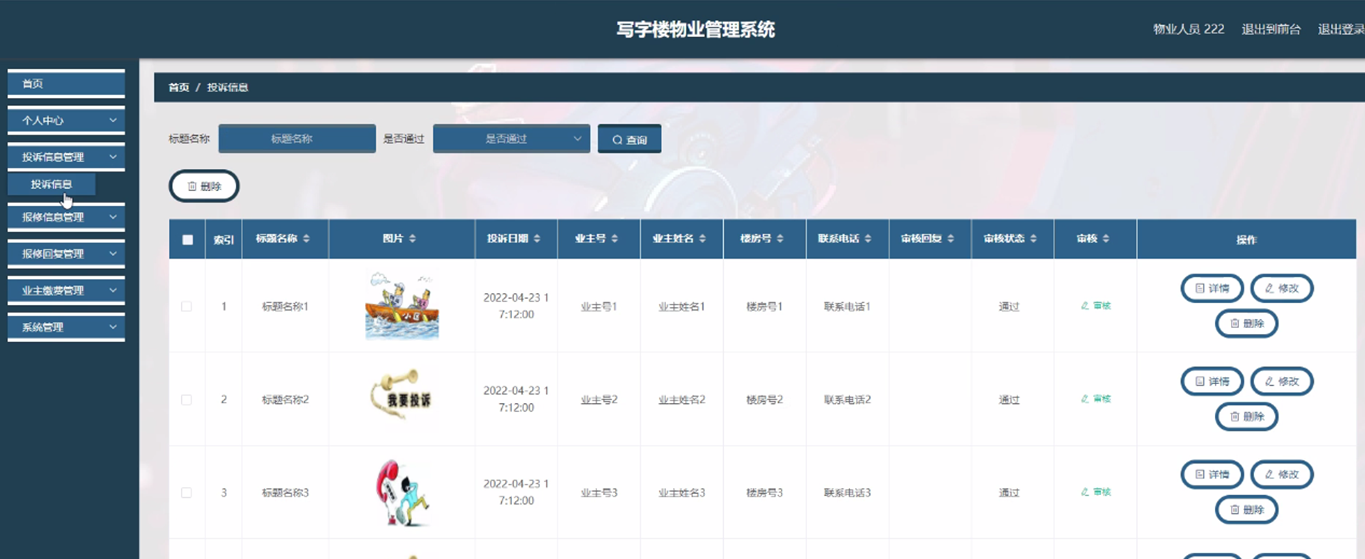 写字楼物业管理系统
物业人员 222
退出到前台
退出登录
首页
个人中心
投诉信息管理
投诉信息
报修信息管理
报修回复管理
业主缴费管理
系统管理
首页 / 投诉信息
标题名称 标题名称 是否通过 是否通过 查询
删除
索引 标题名称 图片 投诉日期 业主号 业主姓名 楼房号 联系电话 审核回复 审核状态 审核 操作
1 标题名称1 小区 2022-04-23 1
7:12:00 业主号1 业主姓名1 楼房号1 联系电话1 通过 审核
详情 修改
删除
2 标题名称2 我要投诉 2022-04-23 1
7:12:00 业主号2 业主姓名2 楼房号2 联系电话2 通过 审核
详情 修改
删除
3 标题名称3 2022-04-23 1
7:12:00 业主号3 业主姓名3 楼房号3 联系电话3 通过 审核
详情 修改
删除